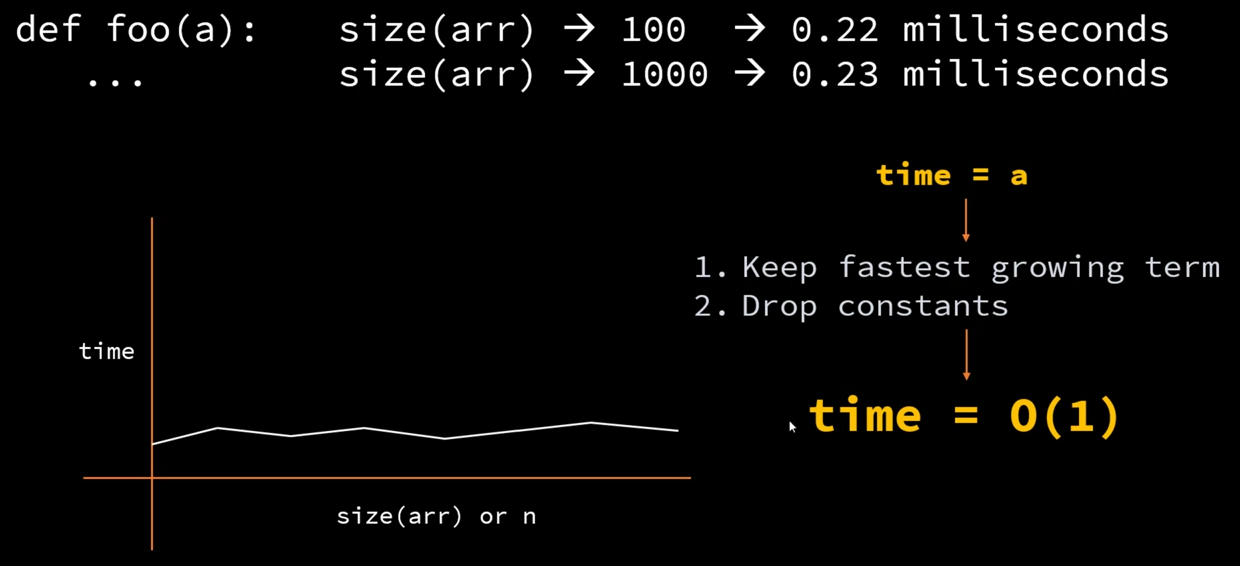 def foo(a):    size(arr) → 100  → 0.22 milliseconds
   ...         size(arr) → 1000 → 0.23 milliseconds
time = a
1. Keep fastest growing term
2. Drop constants
time
time = O(1)
size(arr) or n